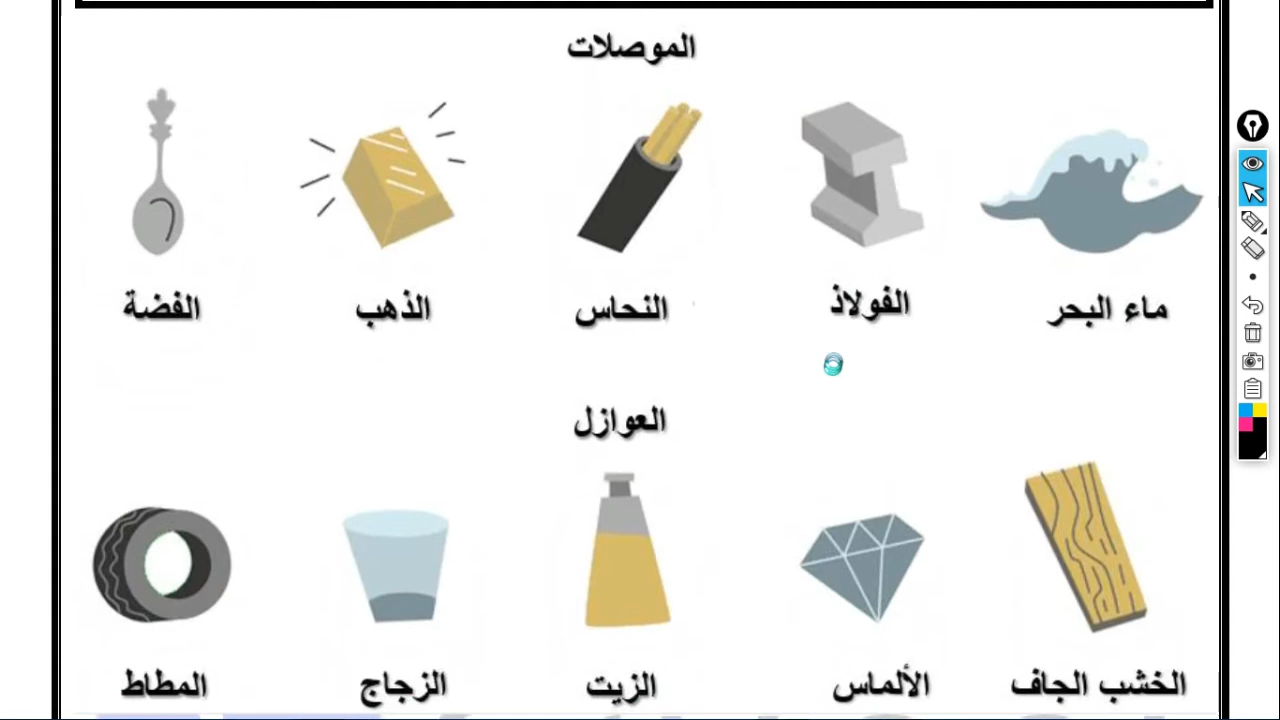 الموصلات
ماء البحر الفولاذ النحاس الذهب الفضة
العوازل
الخشب الجاف الألماس الزيت الزجاج المطاط